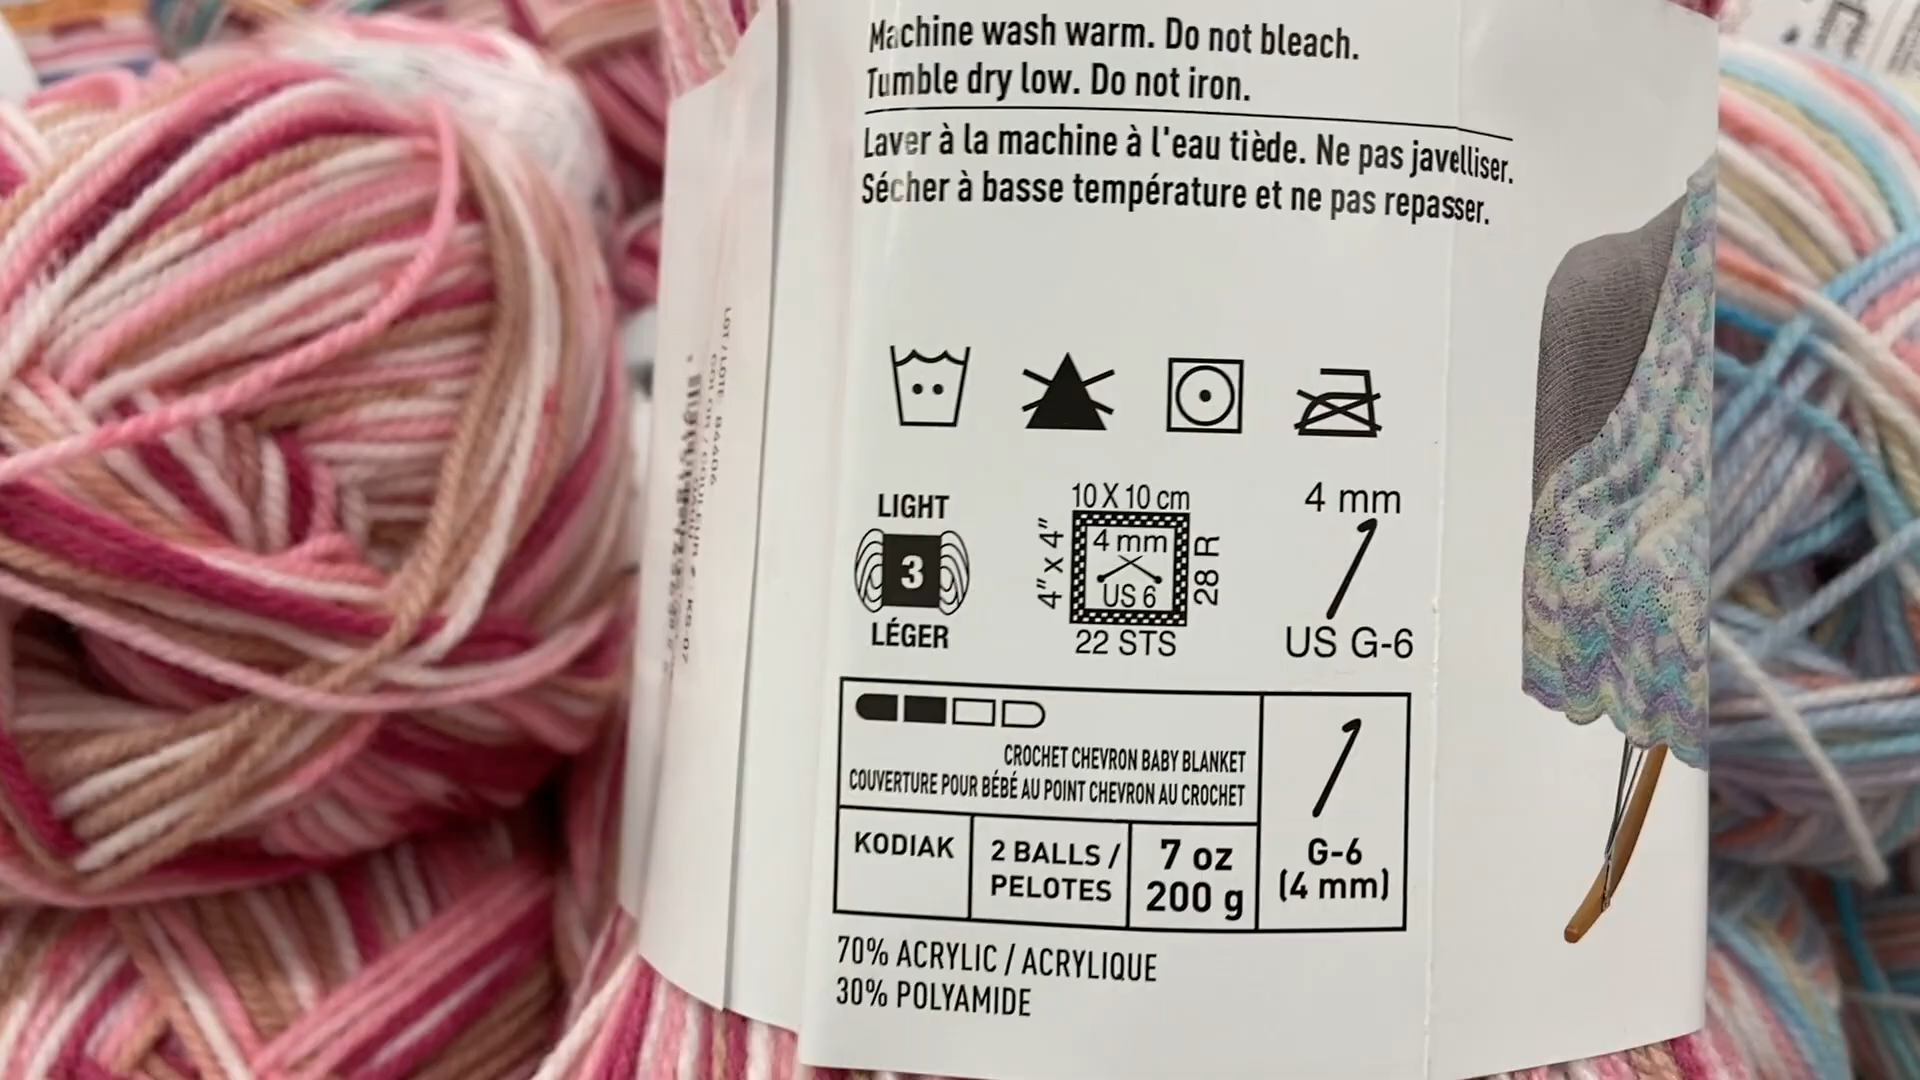 Machine wash warm. Do not bleach.
Tumble dry low. Do not iron.
Laver à la machine à l'eau tiède. Ne pas javelliser.
Sécher à basse température et ne pas repasser.
LIGHT
3
LÉGER
10 X 10 cm
4" x 4"
4 mm
US 6
28 R
22 STS
4 mm
US G-6
CROCHET CHEVRON BABY BLANKET
COUVERTURE POUR BÉBÉ AU POINT CHEVRON AU CROCHET
KODIAK
2 BALLS /
PELOTES
7 oz
200 g
G-6
(4 mm)
70% ACRYLIC / ACRYLIQUE
30% POLYAMIDE
LOT / LOTE